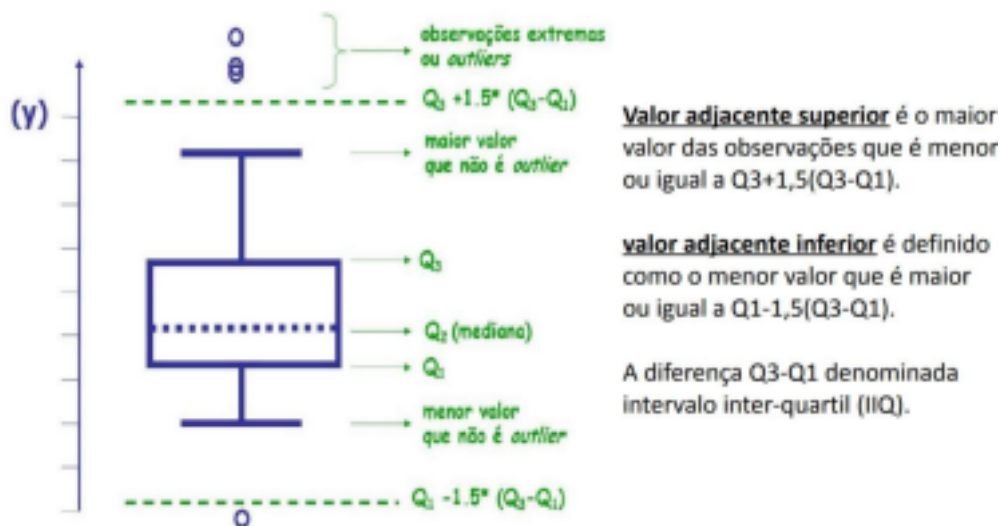 observações extremas
ou outliers
(y)
Q3 +1.5* (Q3-Q1)
maior valor
que não é outlier
Q3
Q2 (mediana)
Q1
menor valor
que não é outlier
Q1 -1.5* (Q3-Q1)
Valor adjacente superior é o maior
valor das observações que é menor
ou igual a Q3+1,5(Q3-Q1).
valor adjacente inferior é definido
como o menor valor que é maior
ou igual a Q1-1,5(Q3-Q1).
A diferença Q3-Q1 denominada
intervalo inter-quartil (IIQ).